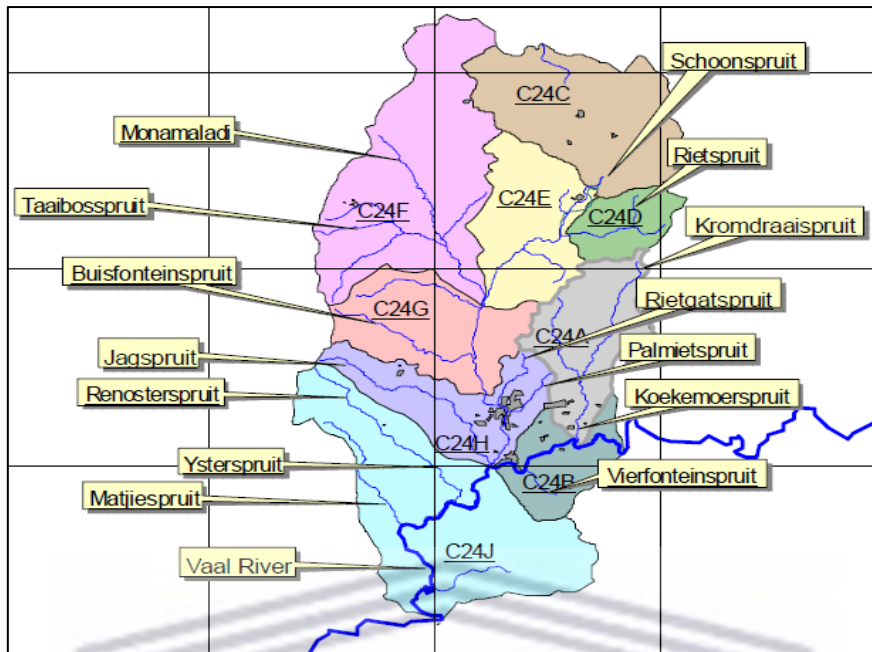 Schoonspruit
C24C
Monamaladi
Rietspruit
C24E
Taaibosspruit
C24F
C24D
Kromdraaispruit
Buisfonteinspruit
Rietgatspruit
C24G
C24A
Jagspruit
Palmietspruit
Renosterspruit
Koekemoerspruit
C24H
Ysterspruit
C24B
Vierfonteinspruit
Matjiespruit
C24J
Vaal River